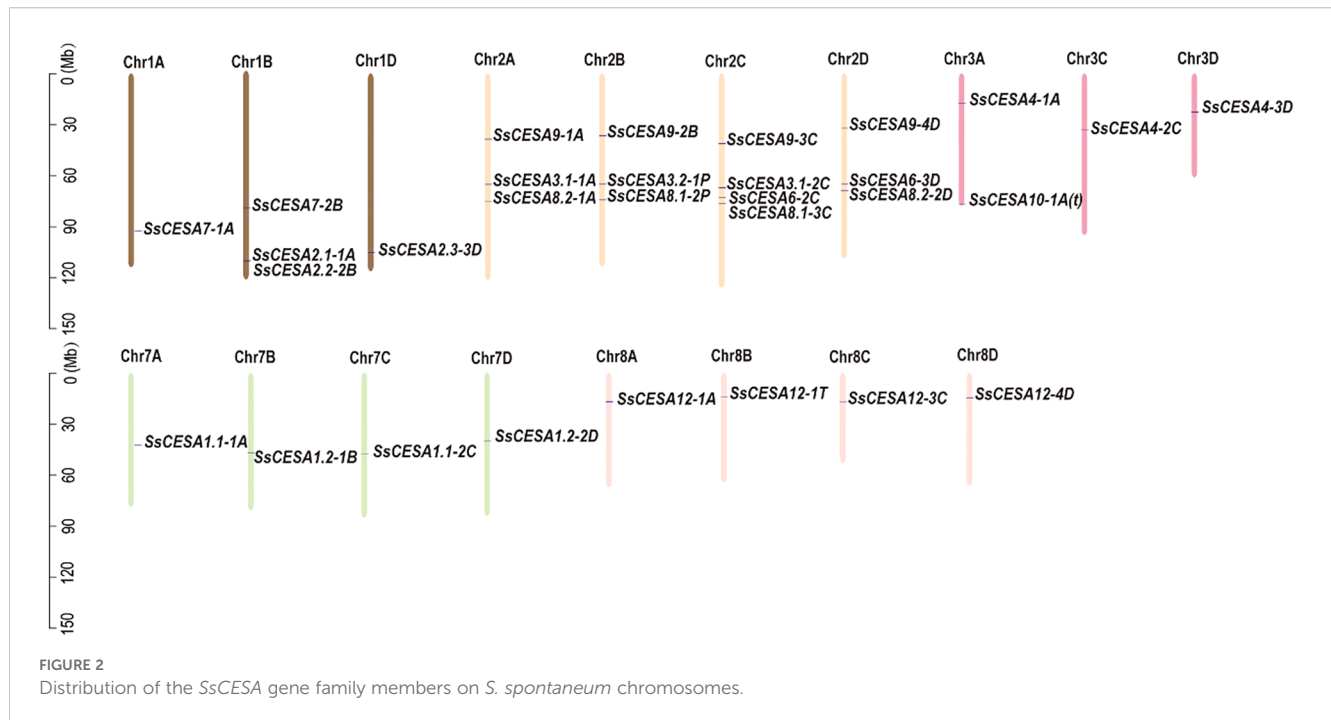 Chr1A Chr1B Chr1D Chr2A Chr2B Chr2C Chr2D Chr3A Chr3C Chr3D
0 (Mb)
30
60
90
120
150
SsCESA7-1A
SsCESA7-2B
SsCESA2.1-1A
SsCESA2.2-2B
SsCESA2.3-3D
SsCESA9-1A
SsCESA3.1-1A
SsCESA8.2-1A
SsCESA9-2B
SsCESA3.2-1P
SsCESA8.1-2P
SsCESA9-3C
SsCESA3.1-2C
SsCESA6-2C
SsCESA8.1-3C
SsCESA9-4D
SsCESA6-3D
SsCESA8.2-2D
SsCESA4-1A
SsCESA10-1A(t)
SsCESA4-2C
SsCESA4-3D
Chr7A Chr7B Chr7C Chr7D Chr8A Chr8B Chr8C Chr8D
0 (Mb)
30
60
90
120
150
SsCESA1.1-1A
SsCESA1.2-1B
SsCESA1.1-2C
SsCESA1.2-2D
SsCESA12-1A
SsCESA12-1T
SsCESA12-3C
SsCESA12-4D
FIGURE 2
Distribution of the SsCESA gene family members on S. spontaneum chromosomes.